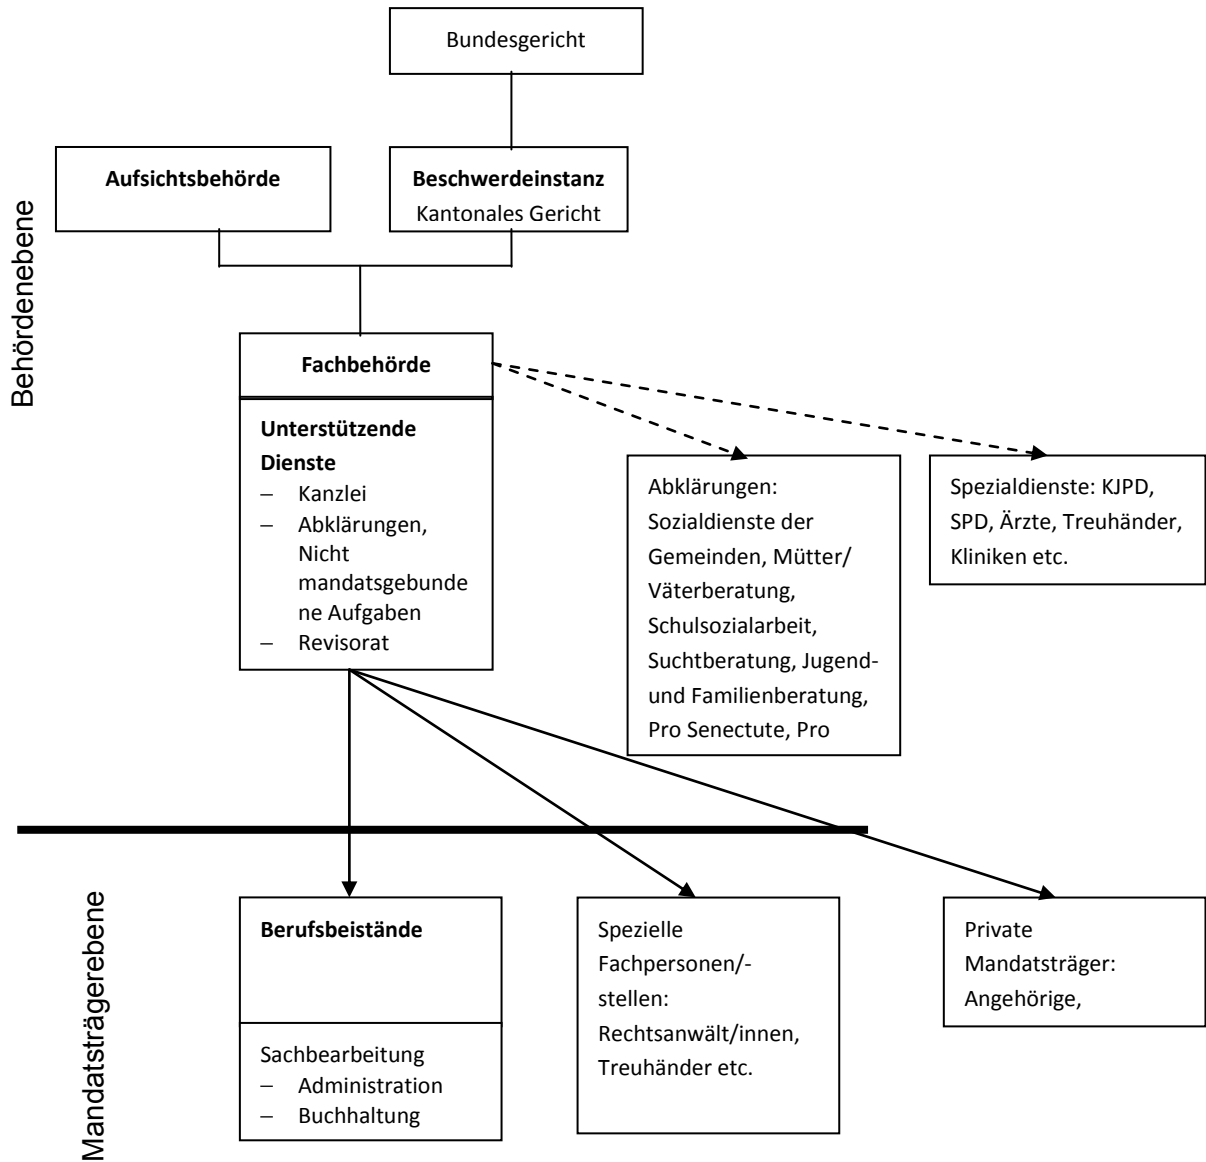 Bundesgericht
Aufsichtsbehörde
Beschwerdeinstanz
Kantonales Gericht
Behördenebene
Fachbehörde
Unterstützende
Dienste
– Kanzlei
– Abklärungen,
Nicht
mandatsgebunde
ne Aufgaben
– Revisorat
Abklärungen:
Sozialdienste der
Gemeinden, Mütter/
Väterberatung,
Schulsozialarbeit,
Suchtberatung, Jugend-
und Familienberatung,
Pro Senectute, Pro
Spezialdienste: KJPD,
SPD, Ärzte, Treuhänder,
Kliniken etc.
Mandatsträgerebene
Berufsbeistände
Sachbearbeitung
– Administration
– Buchhaltung
Spezielle
Fachpersonen/-
stellen:
Rechtsanwält/innen,
Treuhänder etc.
Private
Mandatsträger:
Angehörige,